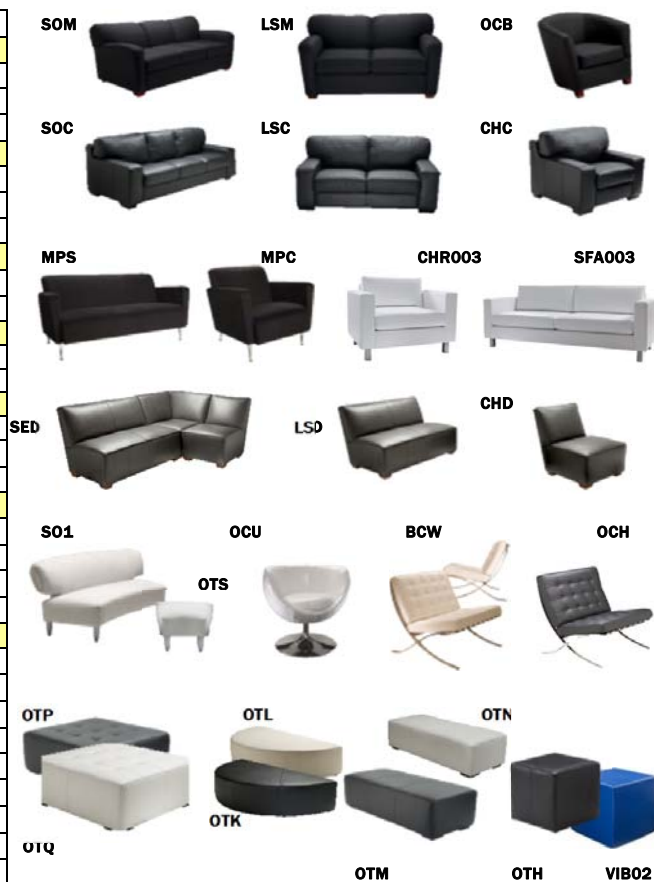 SOM LSM OCB
SOC LSC CHC
MPS MPC CHR003 SFA003
SED LSD CHD
SO1 OCU BCW OCH
OTS
OTP OTL OTN
OTK
OTQ
OTM OTH VIB02